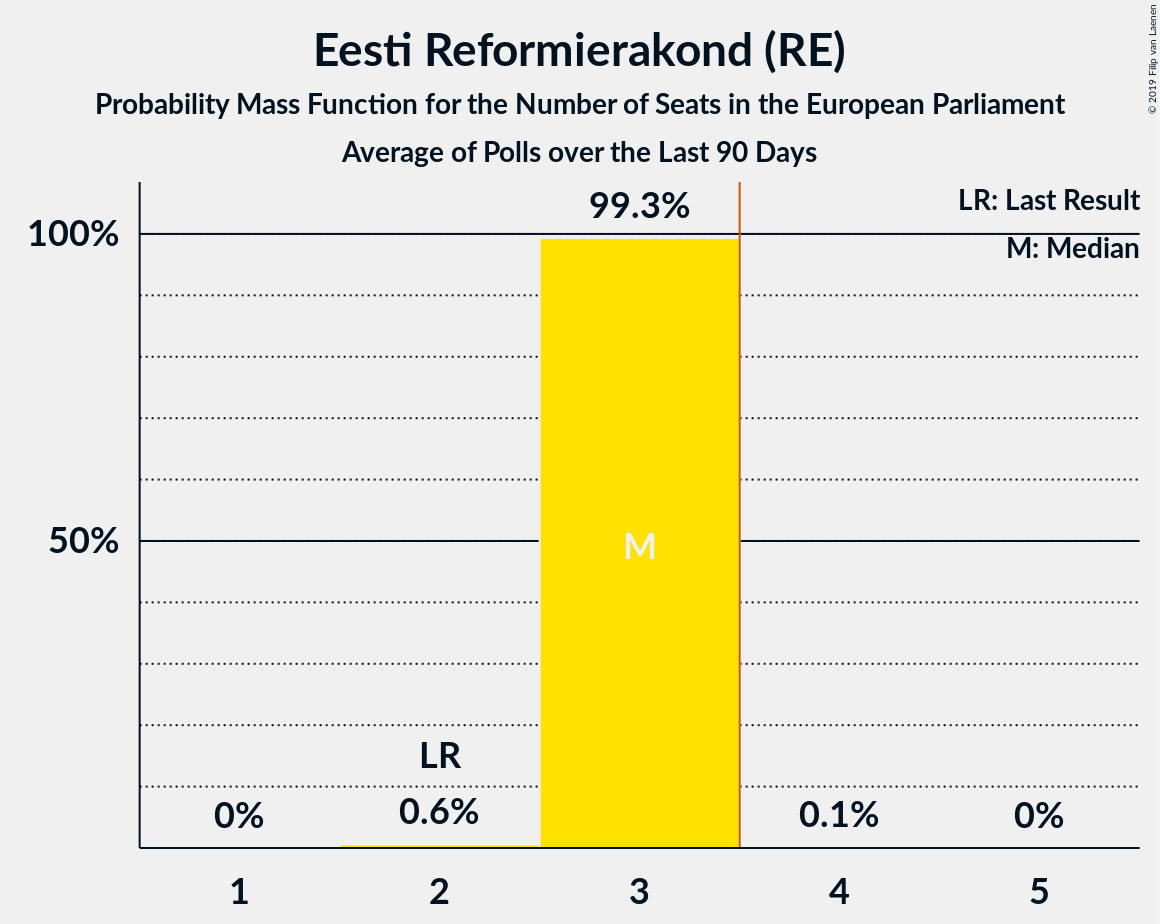 Eesti Reformierakond (RE)
Probability Mass Function for the Number of Seats in the European Parliament
Average of Polls over the Last 90 Days
© 2019 Filip van Laenen
99.3%
LR: Last Result
100%
M: Median
50%
M
LR
0%
0.6%
0.1%
0%
1
2
3
4
5